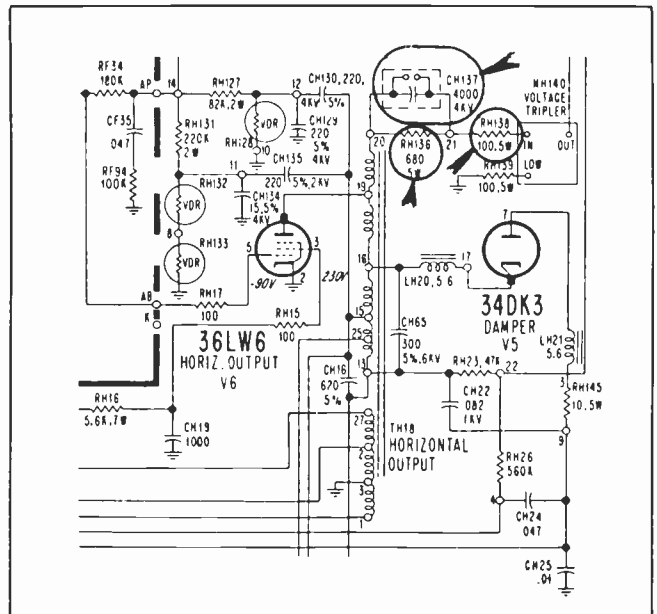 RF34
180K
AP
14
RH127
82K,2W
12
CH130,220,
4KV 5%
CH129
220
5%
4KV
CF35
.047
RH131
220K
2W
VDR
RH128
10
RF94
100K
11
CH135
220 5%,2KV
RH132
VDR
CH134
15,5%
4KV
8
VDR
RH133
AB
K
RH17
100
5
3
2
-90V
230V
RH15
100
36LW6
HORIZ. OUTPUT
V6
RH16
5.6K,7W
CH19
1000
CH137
4000
4KV
20
RH136
680
5W
21
RH138
100,5W
MH140
VOLTAGE
TRIPLER
IN
OUT
LOW
RH139
100,5W
19
16
17
LH20,5.6
7
34DK3
DAMPER
V5
15
25
CH65
300
5%,6KV
LH21
5.6
3
13
CH16
620
5%
RH23,47K
22
CH22
.082
1KV
RH145
10,5W
9
27
TH18
HORIZONTAL
OUTPUT
2
3
1
RH26
560K
4
CH24
.047
CH25
.01